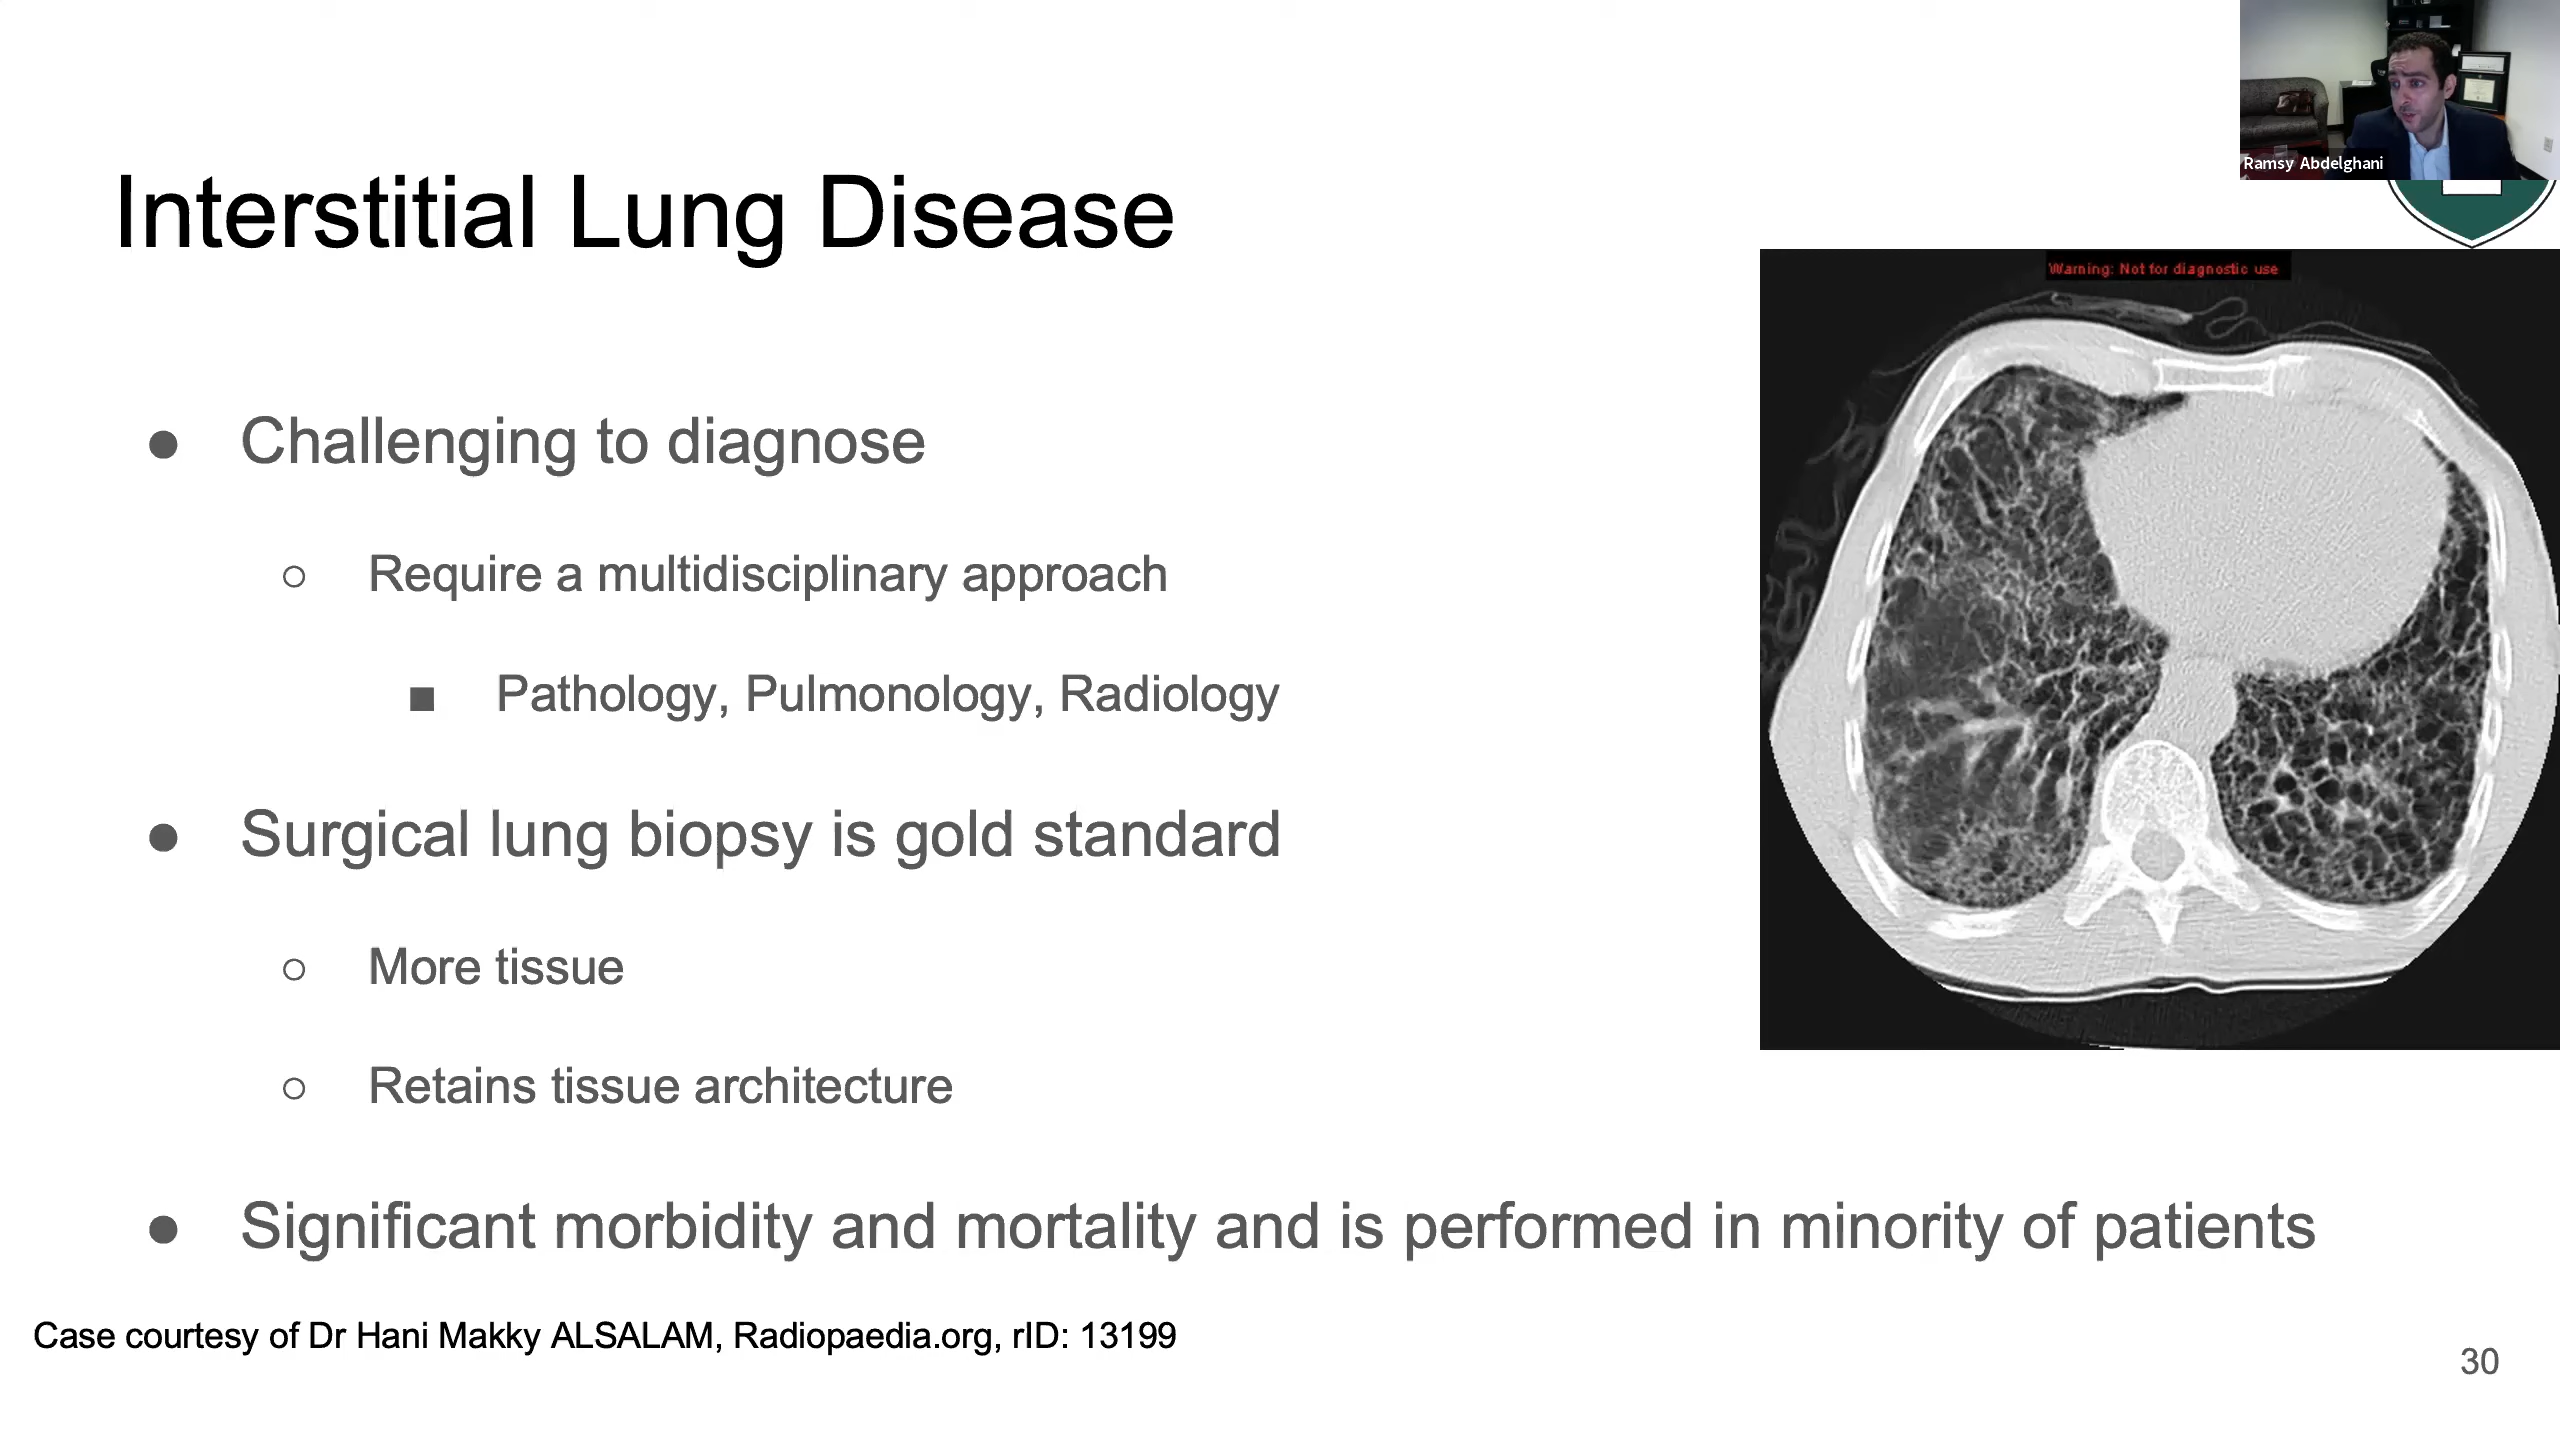 Ramsy Abdelghani
Interstitial Lung Disease
Warning: Not for diagnostic use
● Challenging to diagnose
○ Require a multidisciplinary approach
■ Pathology, Pulmonology, Radiology
● Surgical lung biopsy is gold standard
○ More tissue
○ Retains tissue architecture
● Significant morbidity and mortality and is performed in minority of patients
Case courtesy of Dr Hani Makky ALSALAM, Radiopaedia.org, rID: 13199
30